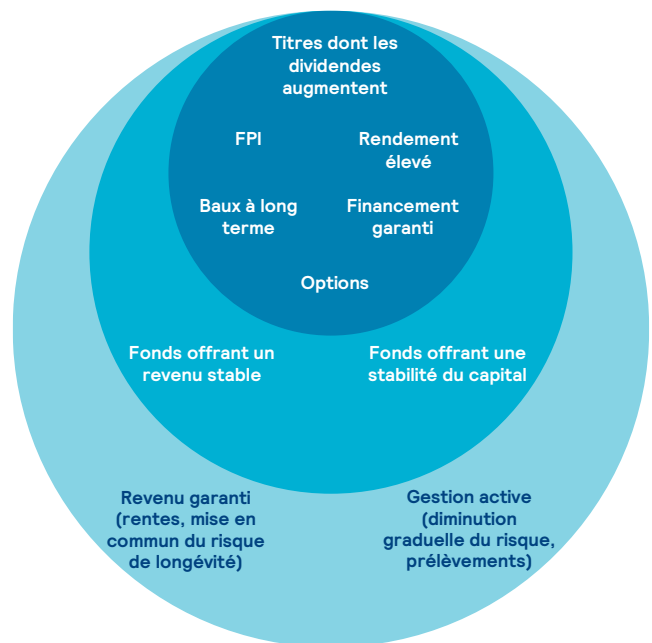 Titres dont les
dividendes
augmentent
FPI
Rendement
élevé
Baux à long
terme
Financement
garanti
Options
Fonds offrant un
revenu stable
Fonds offrant une
stabilité du capital
Revenu garanti
(rentes, mise en
commun du risque
de longévité)
Gestion active
(diminution
graduelle du risque,
prélèvements)